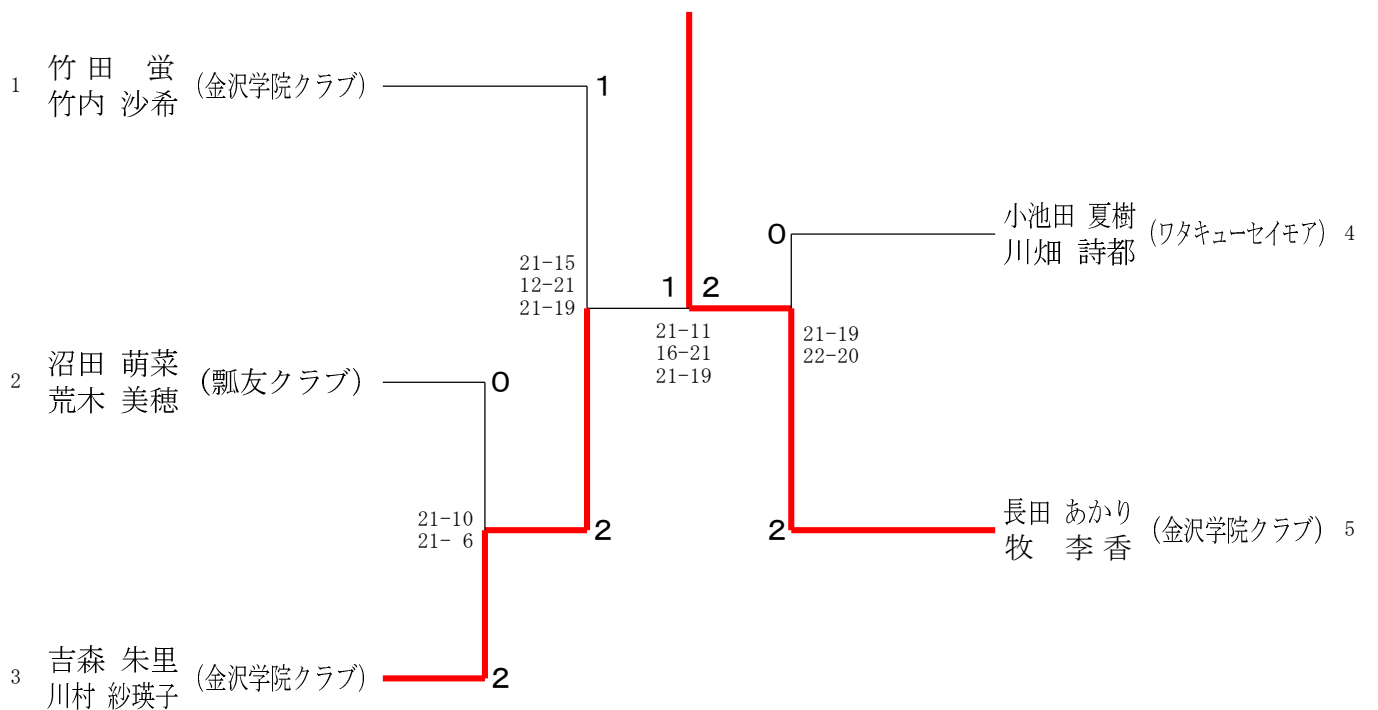 1 竹田 蛍 (金沢学院クラブ) 1
竹内 沙希
小池田 夏樹 (ワタキューセイモア) 4
川畑 詩都
0
21-15
12-21
21-19
1 2
21-11
16-21
21-19
21-19
22-20
2 沼田 萌菜 (瓢友クラブ) 0
荒木 美穂
21-10
21- 6
2
2
長田 あかり (金沢学院クラブ) 5
牧 李香
3 吉森 朱里 (金沢学院クラブ) 2
川村 紗瑛子